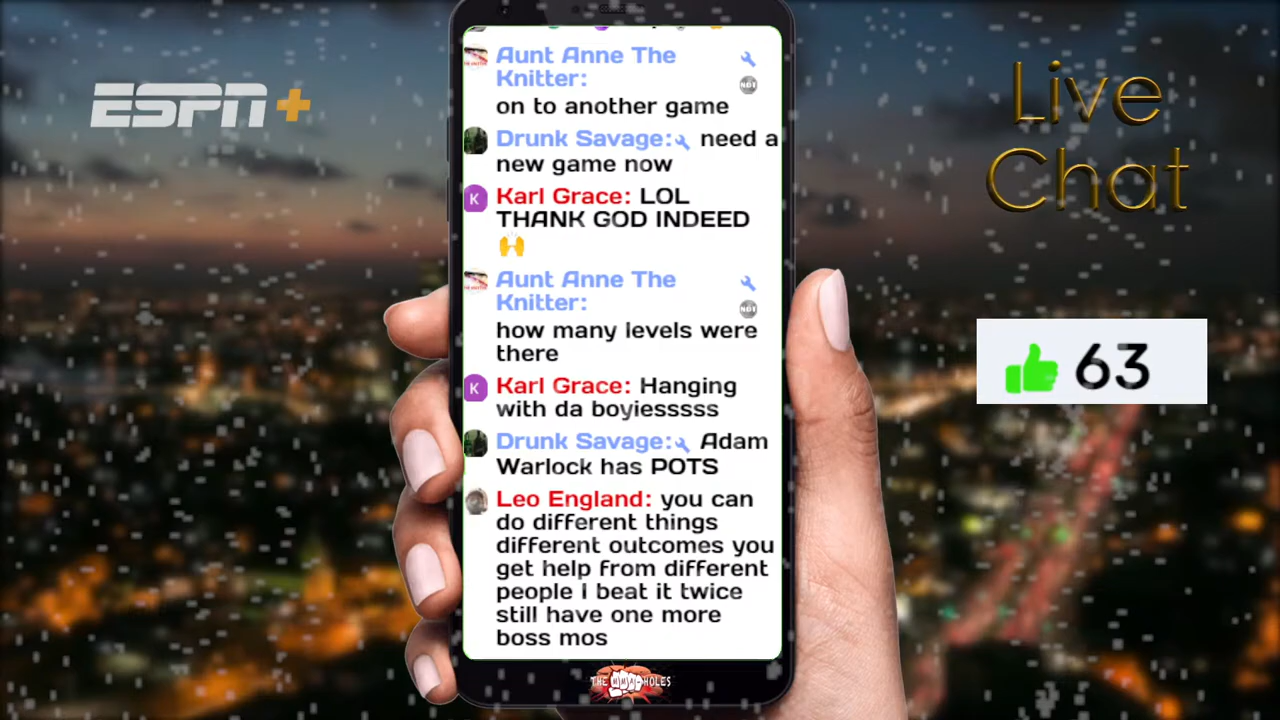 ESPN+
Live
Chat
63
Aunt Anne The
Knitter:
on to another game
Drunk Savage: need a
new game now
Karl Grace: LOL
THANK GOD INDEED
🙌
Aunt Anne The
Knitter:
how many levels were
there
K Karl Grace: Hanging
with da boyiesssss
Drunk Savage: Adam
Warlock has POTS
Leo England: you can
do different things
different outcomes you
get help from different
people I beat it twice
still have one more
boss mos
THE MMA-HOLES